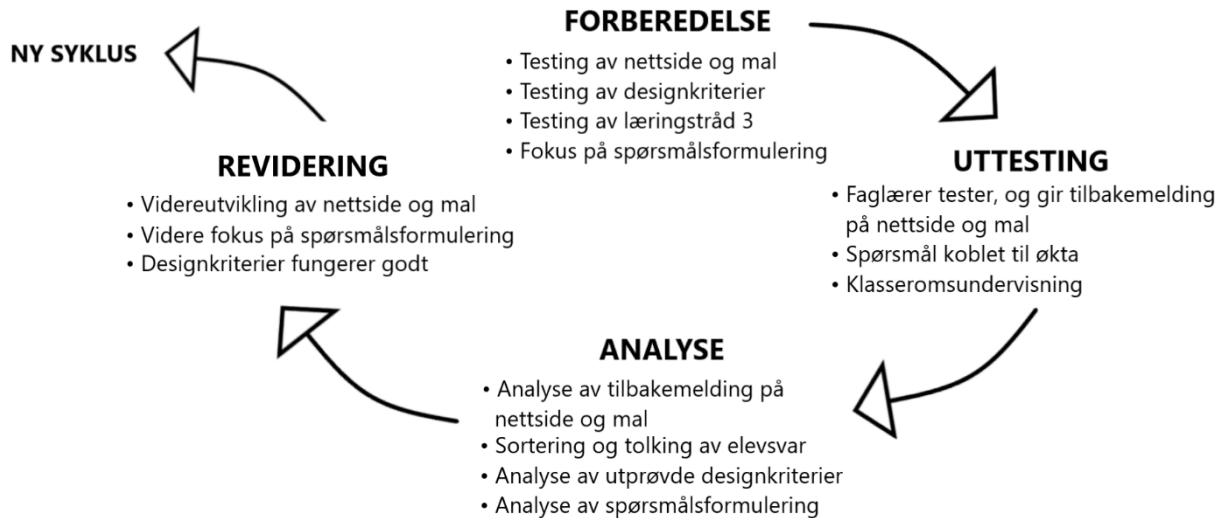 FORBEREDELSE
• Testing av nettside og mal
• Testing av designkriterier
• Testing av læringstråd 3
• Fokus på spørsmålsformulering
UTTESTING
• Faglærer tester, og gir tilbakemelding
på nettside og mal
• Spørsmål koblet til økta
• Klasseromsundervisning
ANALYSE
• Analyse av tilbakemelding på
nettside og mal
• Sortering og tolking av elevsvar
• Analyse av utprøvde designkriterier
• Analyse av spørsmålsformulering
REVIDERING
• Videreutvikling av nettside og mal
• Videre fokus på spørsmålsformulering
• Designkriterier fungerer godt
NY SYKLUS